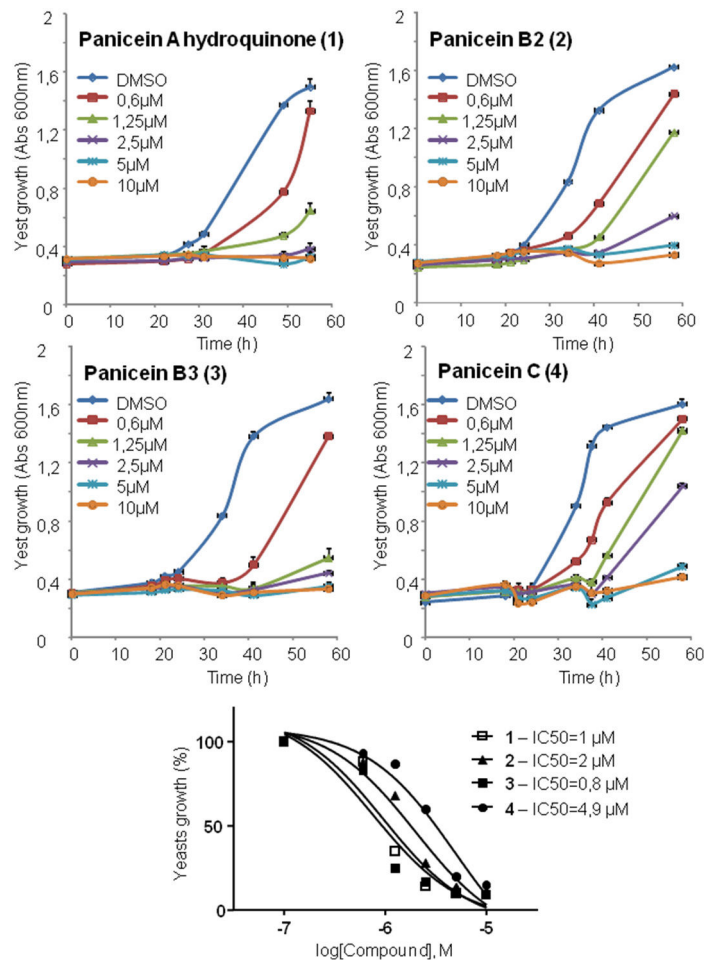 Panicein A hydroquinone (1)
Yest growth (Abs 600nm)
2
1,6
1,2
0,8
0,4
0
DMSO
0,6µM
1,25µM
2,5µM
5µM
10µM
0 10 20 30 40 50 60
Time (h)
Panicein B2 (2)
Yest growth (Abs 600nm)
2
1,6
1,2
0,8
0,4
0
DMSO
0,6µM
1,25µM
2,5µM
5µM
10µM
0 10 20 30 40 50 60
Time (h)
Panicein B3 (3)
Yest growth (Abs 600nm)
2
1,6
1,2
0,8
0,4
0
DMSO
0,6µM
1,25µM
2,5µM
5µM
10µM
0 10 20 30 40 50 60
Time (h)
Panicein C (4)
Yest growth (Abs 600nm)
2
1,6
1,2
0,8
0,4
0
DMSO
0,6µM
1,25µM
2,5µM
5µM
10µM
0 10 20 30 40 50 60
Time (h)
Yeasts growth (%)
100
50
0
1 – IC50=1 µM
2 – IC50=2 µM
3 – IC50=0,8 µM
4 – IC50=4,9 µM
-7 -6 -5
log[Compound], M